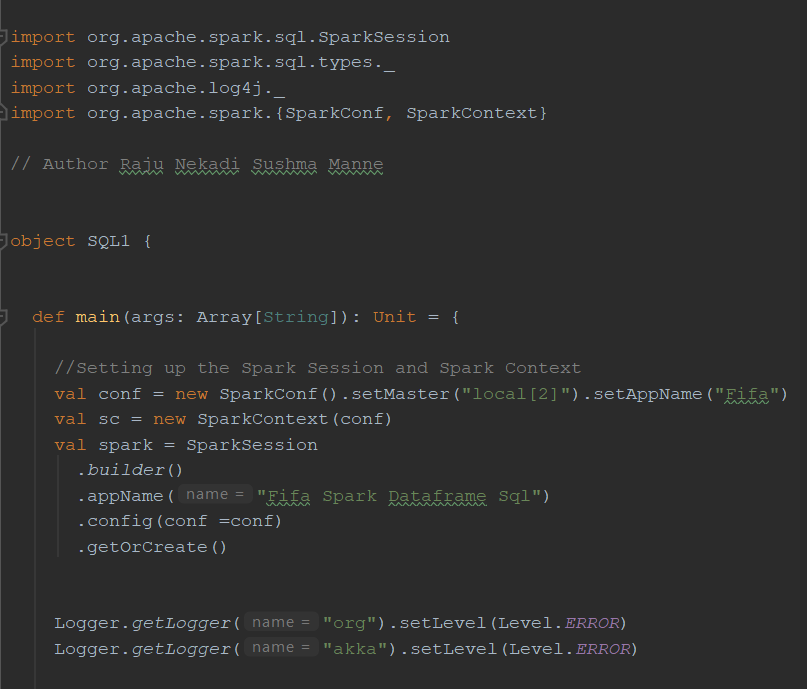 import org.apache.spark.sql.SparkSession
import org.apache.spark.sql.types._
import org.apache.log4j._
import org.apache.spark.{SparkConf, SparkContext}
// Author Raju Nekadi Sushma Manne
object SQL1 {
def main(args: Array[String]): Unit = {
//Setting up the Spark Session and Spark Context
val conf = new SparkConf().setMaster("local[2]").setAppName("Fifa")
val sc = new SparkContext(conf)
val spark = SparkSession
.builder()
.appName( name = "Fifa Spark Dataframe Sql")
.config(conf =conf)
.getOrCreate()
Logger.getLogger( name = "org").setLevel(Level.ERROR)
Logger.getLogger( name = "akka").setLevel(Level.ERROR)